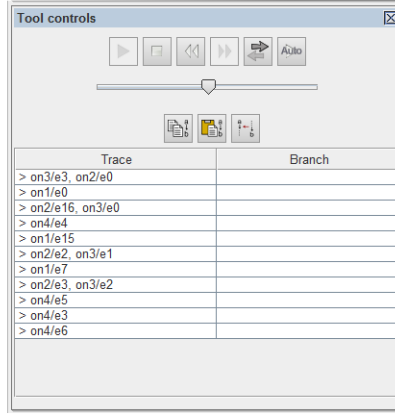 Tool controls
Auto
Trace Branch
> on3/e3, on2/e0
> on1/e0
> on2/e16, on3/e0
> on4/e4
> on1/e15
> on2/e2, on3/e1
> on1/e7
> on2/e3, on3/e2
> on4/e5
> on4/e3
> on4/e6